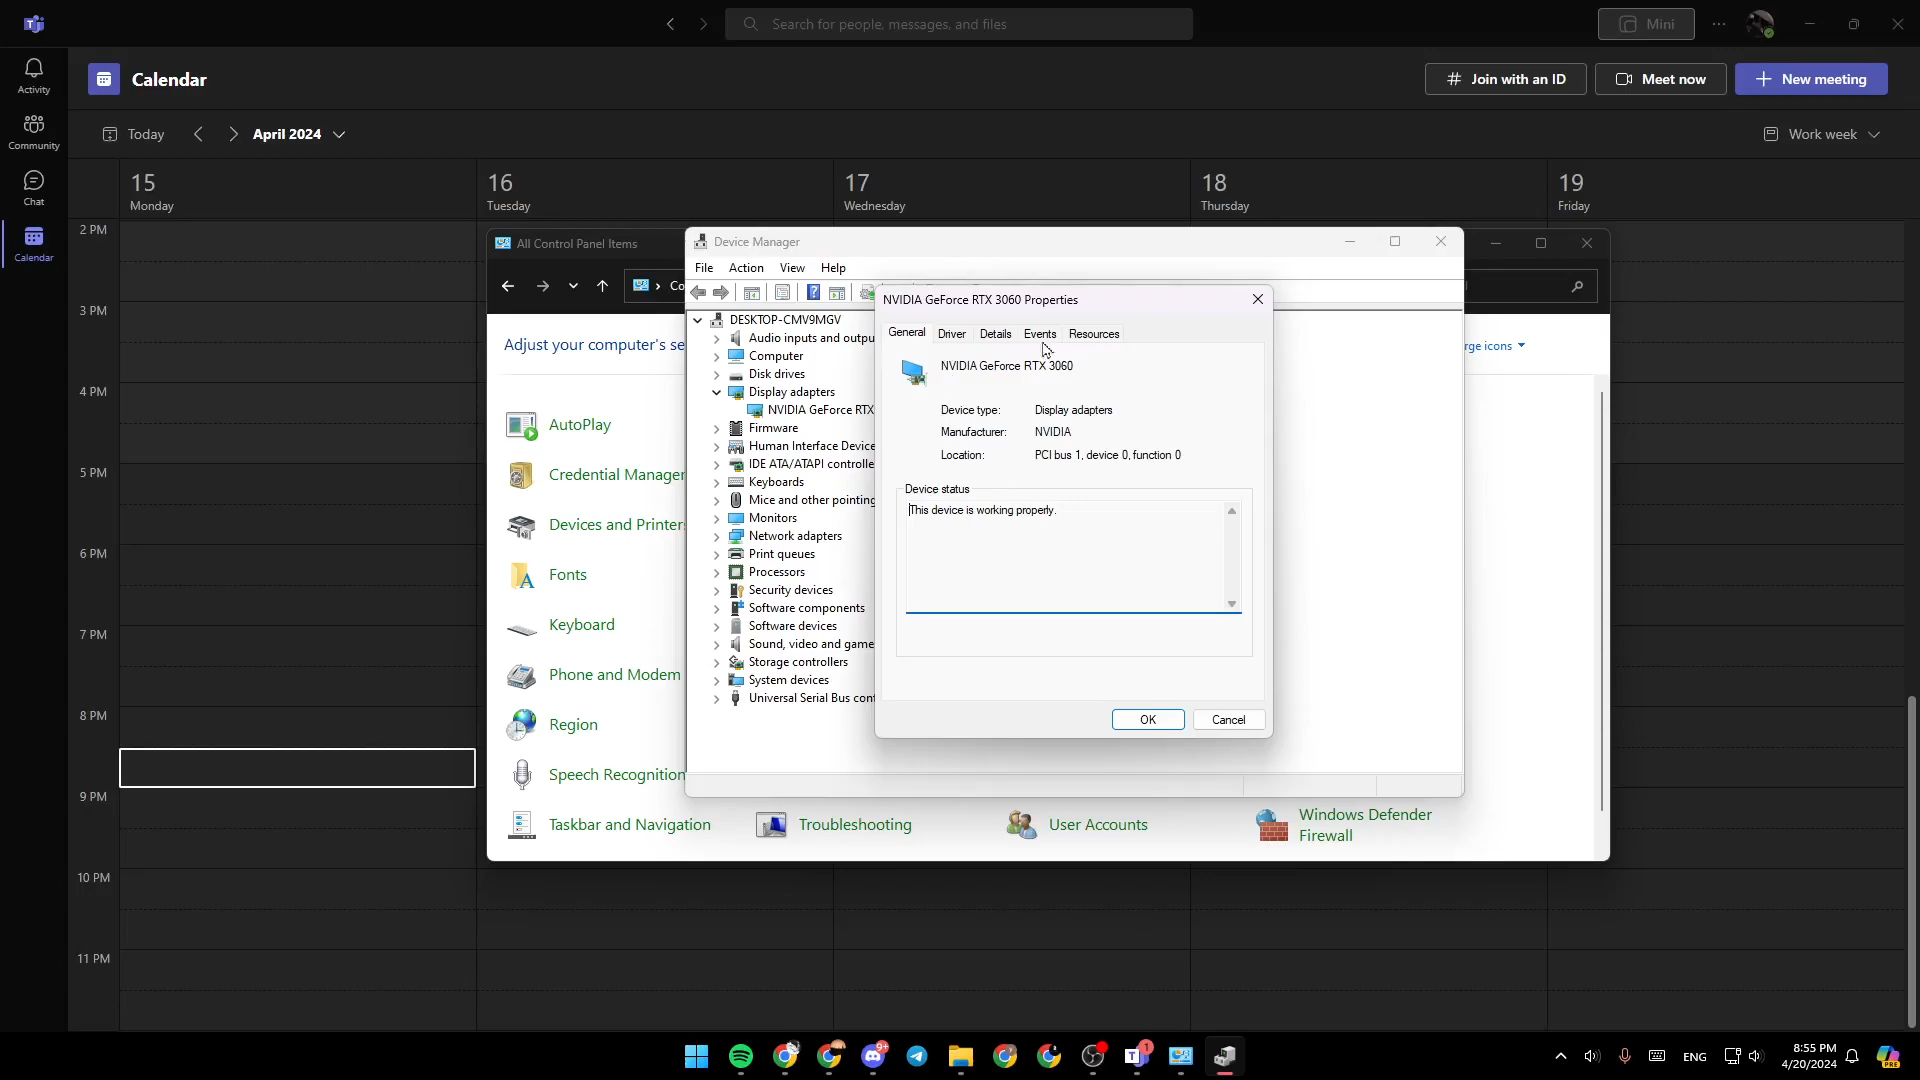 Search for people, messages, and files
Mini
Activity
Calendar
Join with an ID
Meet now
New meeting
Community
Today
April 2024
Work week
Chat
15
Monday
16
Tuesday
17
Wednesday
18
Thursday
19
Friday
Calendar
2 PM
3 PM
4 PM
5 PM
6 PM
7 PM
8 PM
9 PM
10 PM
11 PM
All Control Panel Items
Co
Adjust your computer's se
rge icons
AutoPlay
Credential Manager
Devices and Printer
Fonts
Keyboard
Phone and Modem
Region
Speech Recognition
Taskbar and Navigation
Troubleshooting
User Accounts
Windows Defender
Firewall
Device Manager
File Action View Help
DESKTOP-CMV9MGV
Audio inputs and outpu
Computer
Disk drives
Display adapters
NVIDIA GeForce RTX
Firmware
Human Interface Device
IDE ATA/ATAPI controlle
Keyboards
Mice and other pointing
Monitors
Network adapters
Print queues
Processors
Security devices
Software components
Software devices
Sound, video and game
Storage controllers
System devices
Universal Serial Bus cont
NVIDIA GeForce RTX 3060 Properties
General Driver Details Events Resources
NVIDIA GeForce RTX 3060
Device type: Display adapters
Manufacturer: NVIDIA
Location: PCI bus 1, device 0, function 0
Device status
This device is working properly.
OK
Cancel
9+
1
ENG
8:55 PM
4/20/2024
PRE